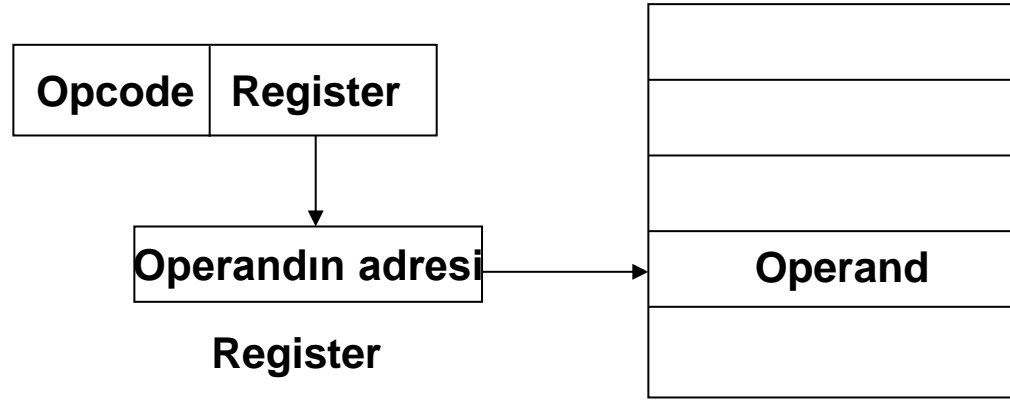 Opcode Register
Operandın adresi
Operand
Register